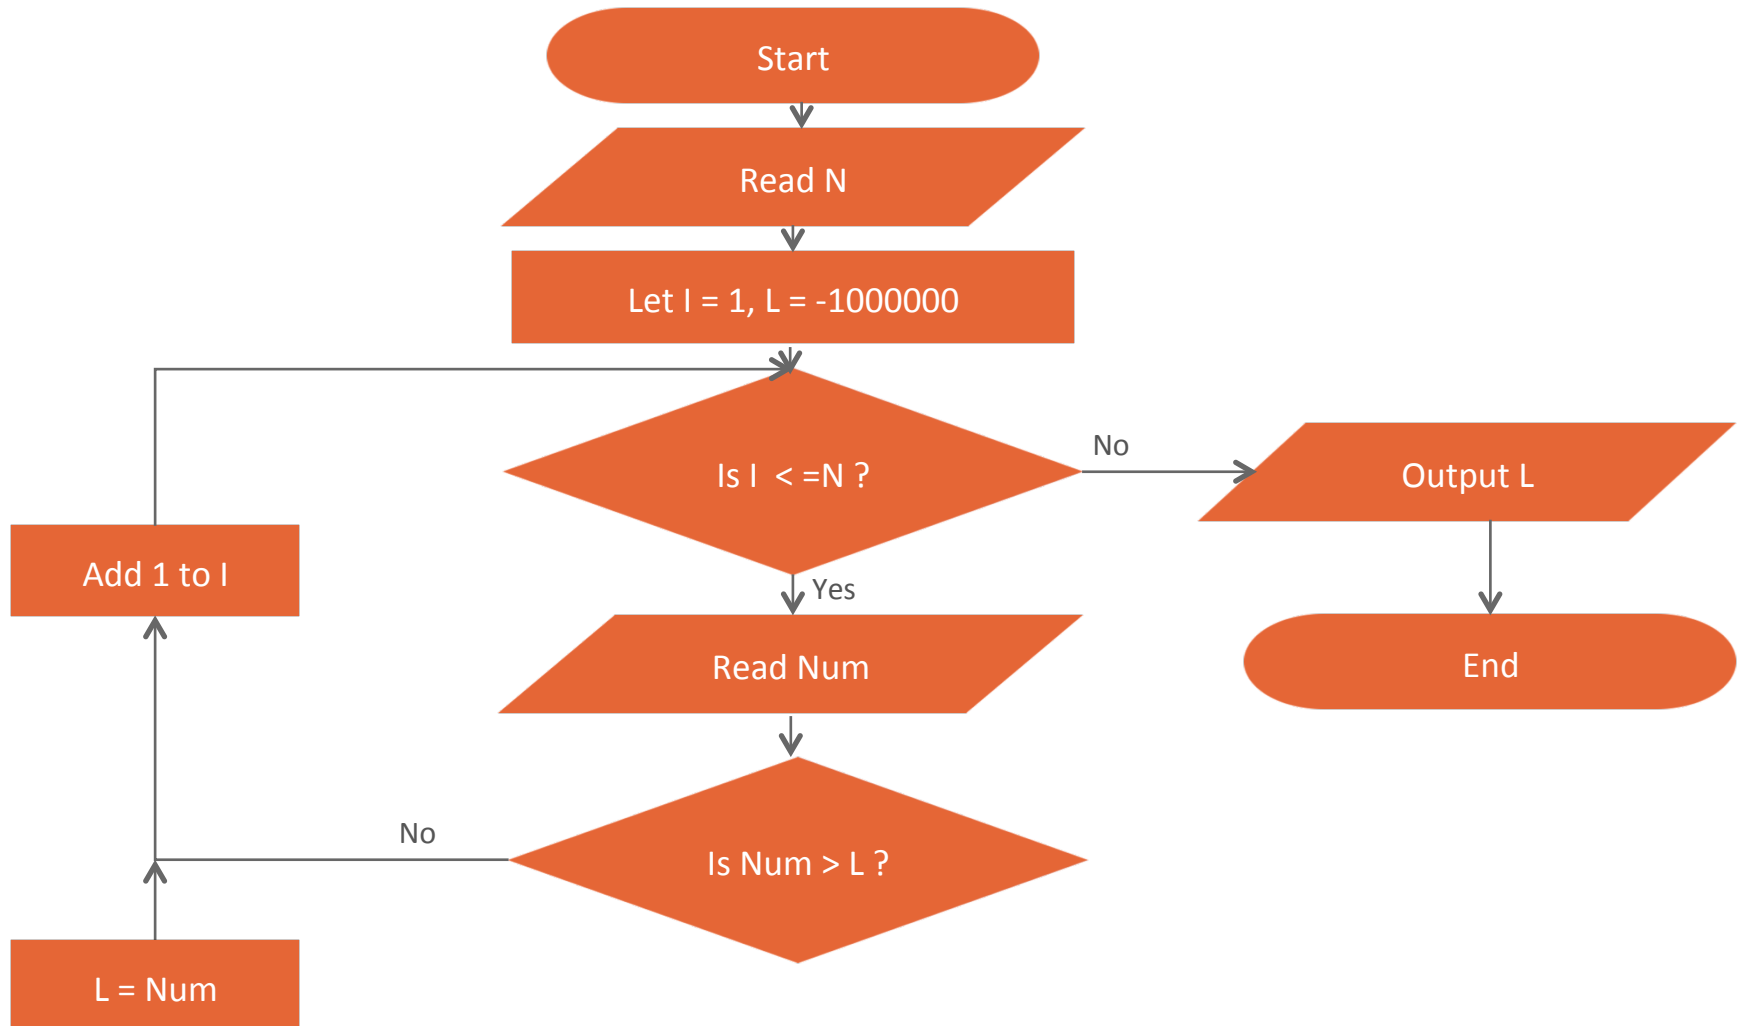 Start
Read N
Let I = 1, L = -1000000
Is I < =N ?
No
Output L
Add 1 to I
Yes
Read Num
End
No
Is Num > L ?
L = Num